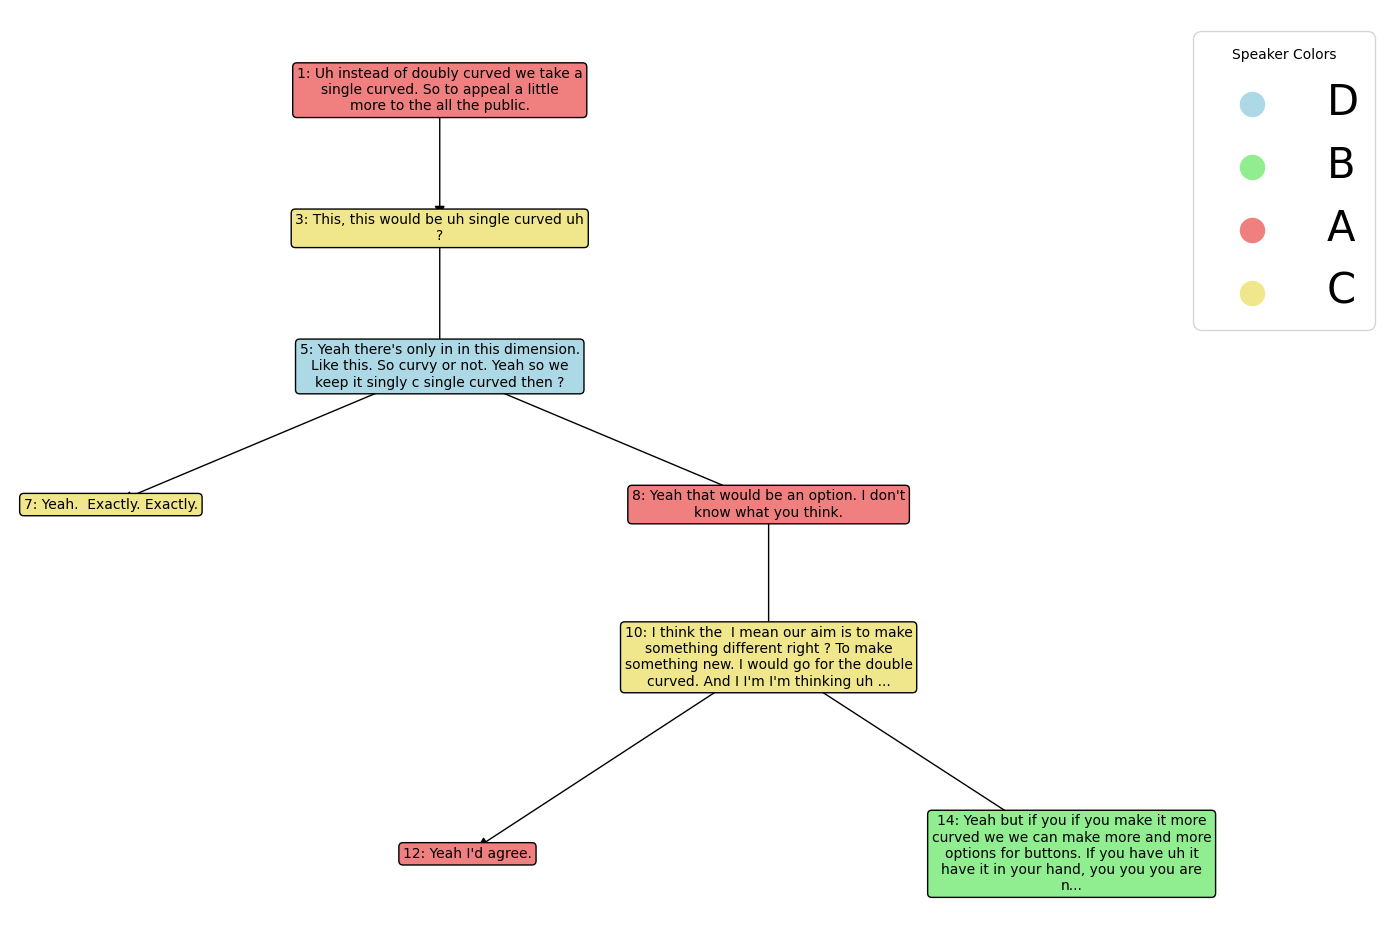 1: Uh instead of doubly curved we take a
single curved. So to appeal a little
more to the all the public.
Speaker Colors
D
B
A
C
3: This, this would be uh single curved uh
?
5: Yeah there's only in in this dimension.
Like this. So curvy or not. Yeah so we
keep it singly c single curved then ?
7: Yeah.  Exactly. Exactly.
8: Yeah that would be an option. I don't
know what you think.
10: I think the  I mean our aim is to make
something different right ? To make
something new. I would go for the double
curved. And I I'm I'm thinking uh ...
12: Yeah I'd agree.
14: Yeah but if you if you make it more
curved we we can make more and more
options for buttons. If you have uh it
have it in your hand, you you you are
n...